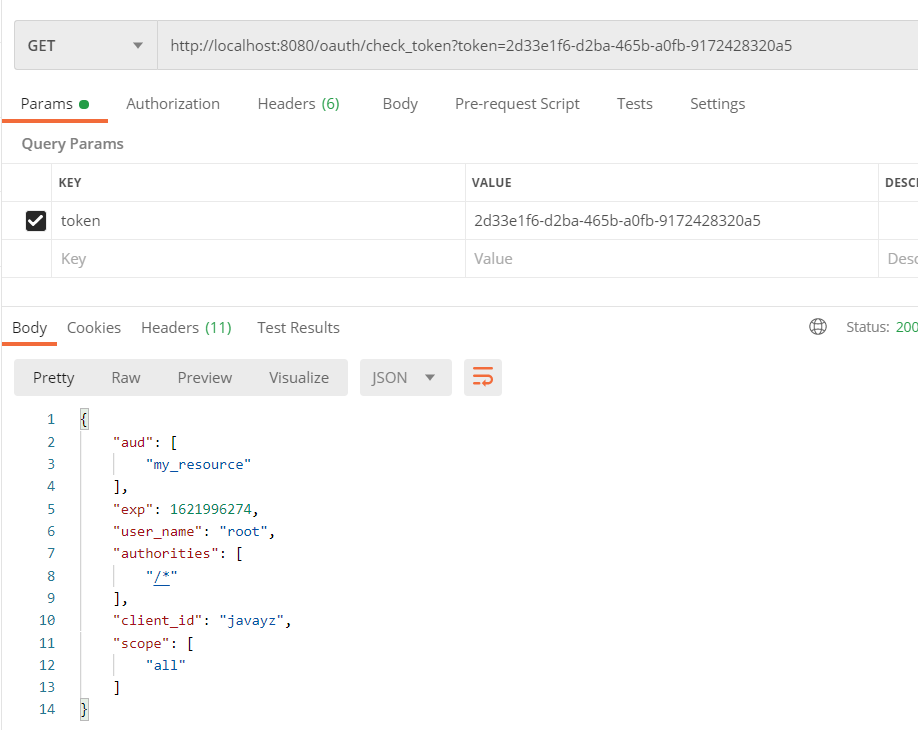 GET http://localhost:8080/oauth/check_token?token=2d33e1f6-d2ba-465b-a0fb-9172428320a5
Params Authorization Headers (6) Body Pre-request Script Tests Settings
Query Params
KEY VALUE DESCI
token 2d33e1f6-d2ba-465b-a0fb-9172428320a5
Key Value Desc
Body Cookies Headers (11) Test Results Status: 200
Pretty Raw Preview Visualize JSON
1 {
2 "aud": [
3 "my_resource"
4 ],
5 "exp": 1621996274,
6 "user_name": "root",
7 "authorities": [
8 "/*"
9 ],
10 "client_id": "javayz",
11 "scope": [
12 "all"
13 ]
14 }